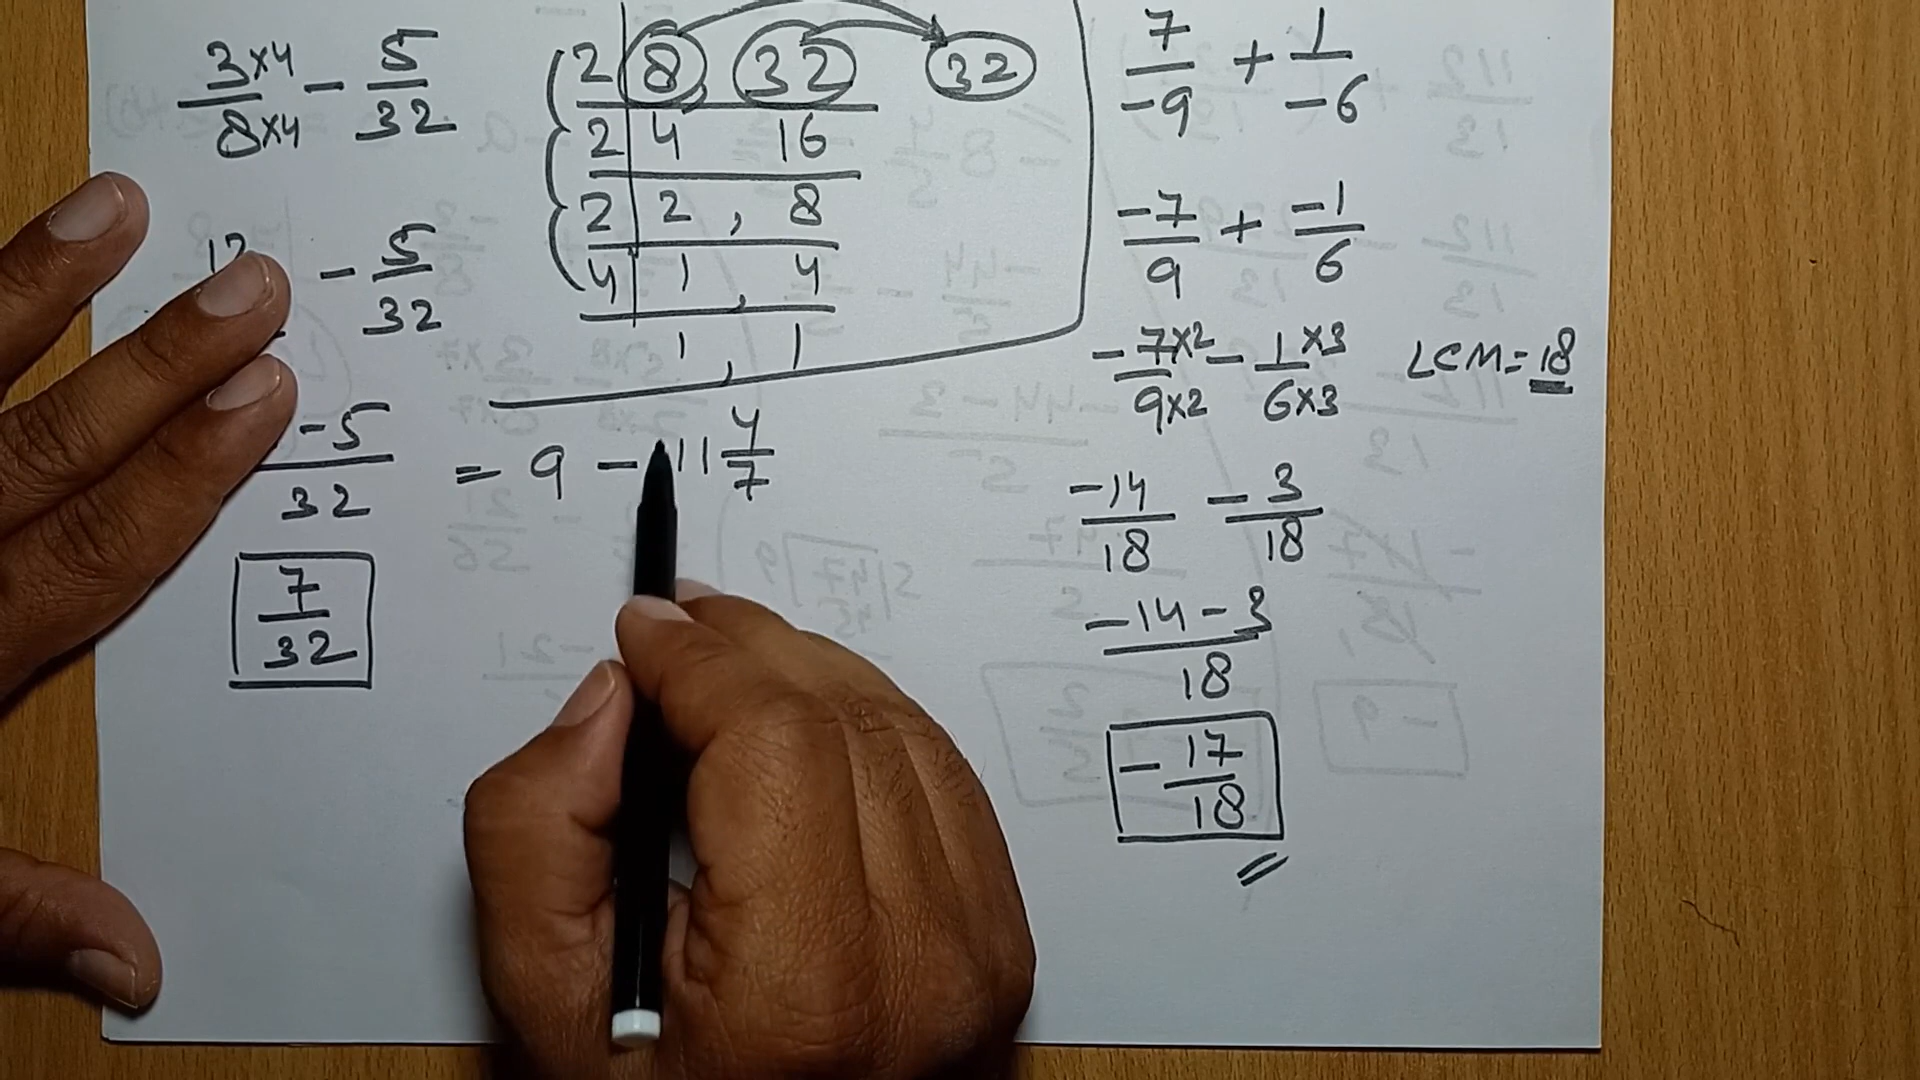 3×4/8×4 - 5/32
12 - 5/32
-5/32
7/32
2 | 8 32 32
2 | 4 16
2 | 2 , 8
4 | 1 , 4
1 , 1
= 9 - 11 4/7
7/-9 + 1/-6
-7/9 + -1/6
-7×2/9×2 - 1×3/6×3 LCM = 18
-14/18 - 3/18
-14-3/18
-17/18